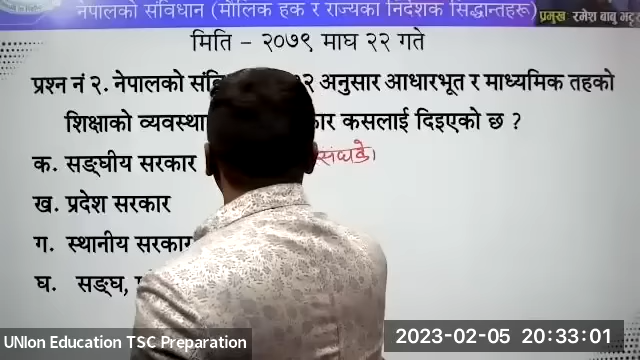 नेपालको संविधान (मौलिक हक र राज्यका निर्देशक सिद्धान्तहरू)
प्रमुखः रमेश बाबु
मिति – २०७९ माघ २२ गते
प्रश्न नं २. नेपालको अनुसार आधारभूत र माध्यमिक तहको
शिक्षाको कसलाई दिइएको छ ?
क. सङ्घीय सरकार
ख. प्रदेश सरकार
ग. स्थानीय सरकार
घ. सङ्घ,
UNIon Education TSC Preparation
2023-02-05 20:33:01